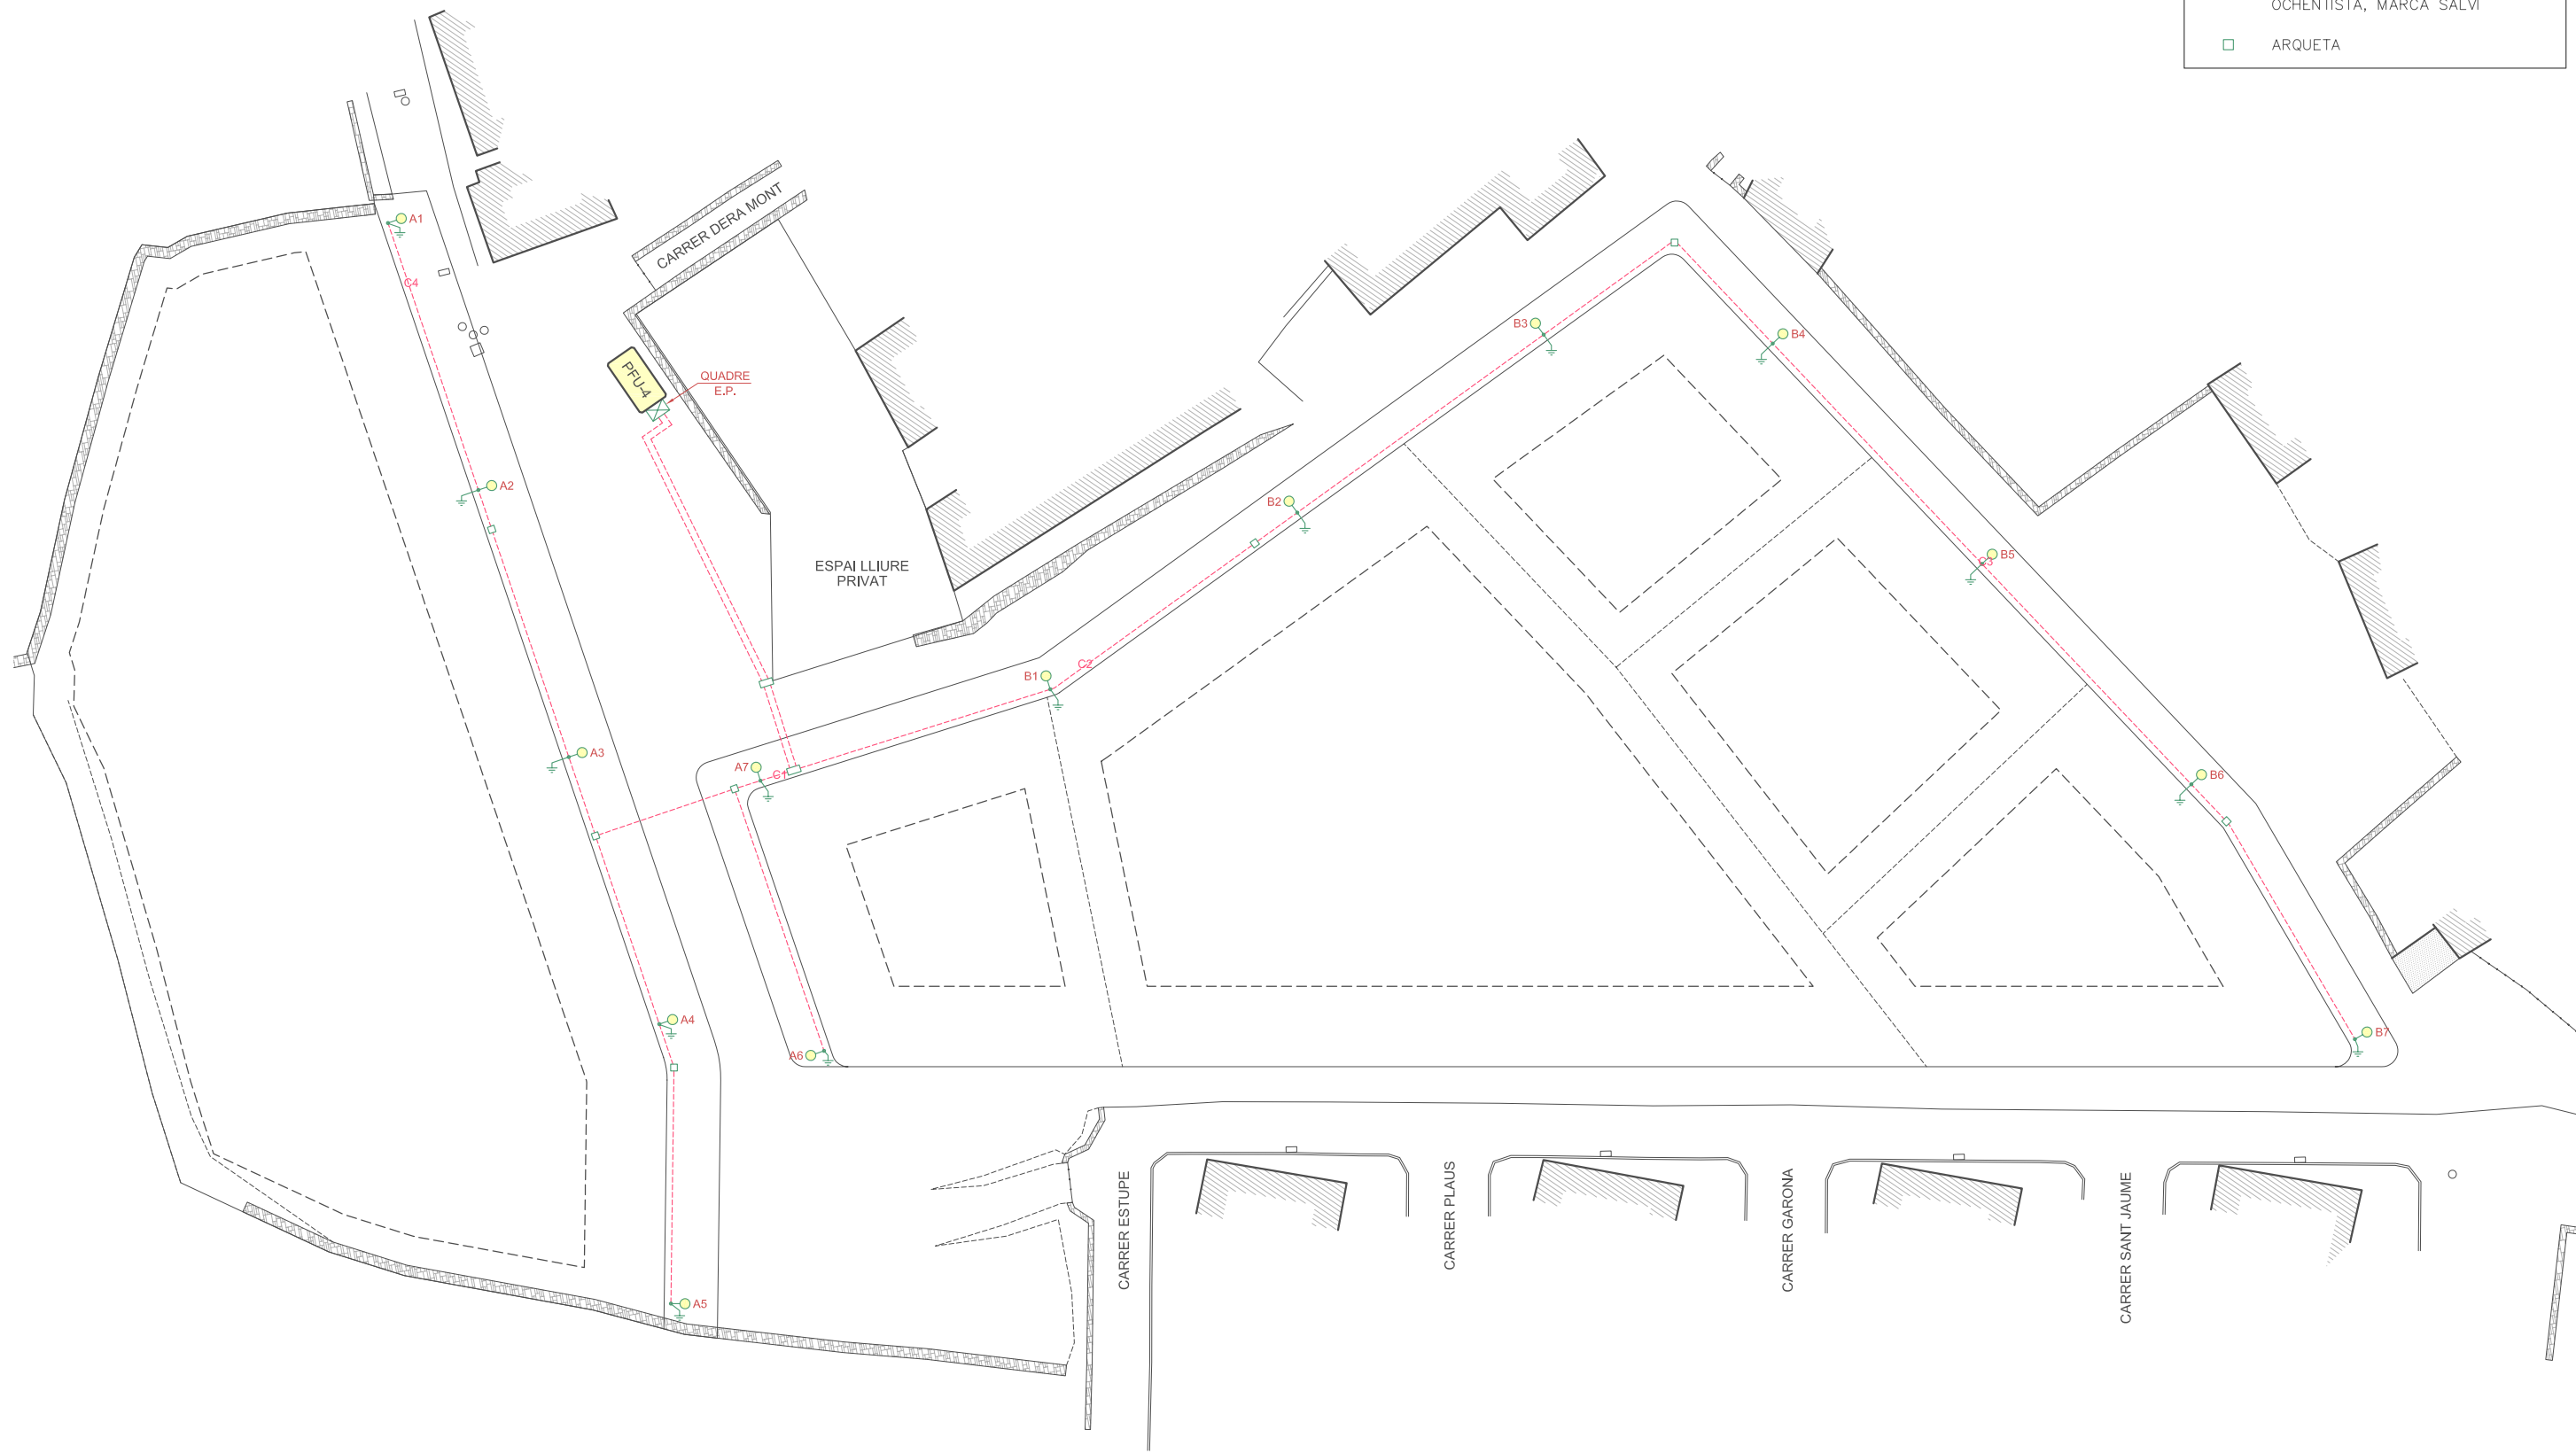 OCHENTISTA, MARCA SALVI
ARQUETA
A1
CARRER DERA MONT
C4
B3
B4
PFU-4
QUADRE
E.P.
A2
B2
B5
C3
ESPAI LLIURE
PRIVAT
C2
B1
A3
A7
C1
B6
A4
B7
A6
A5
CARRER ESTUPE
CARRER PLAUS
CARRER GARONA
CARRER SANT JAUME